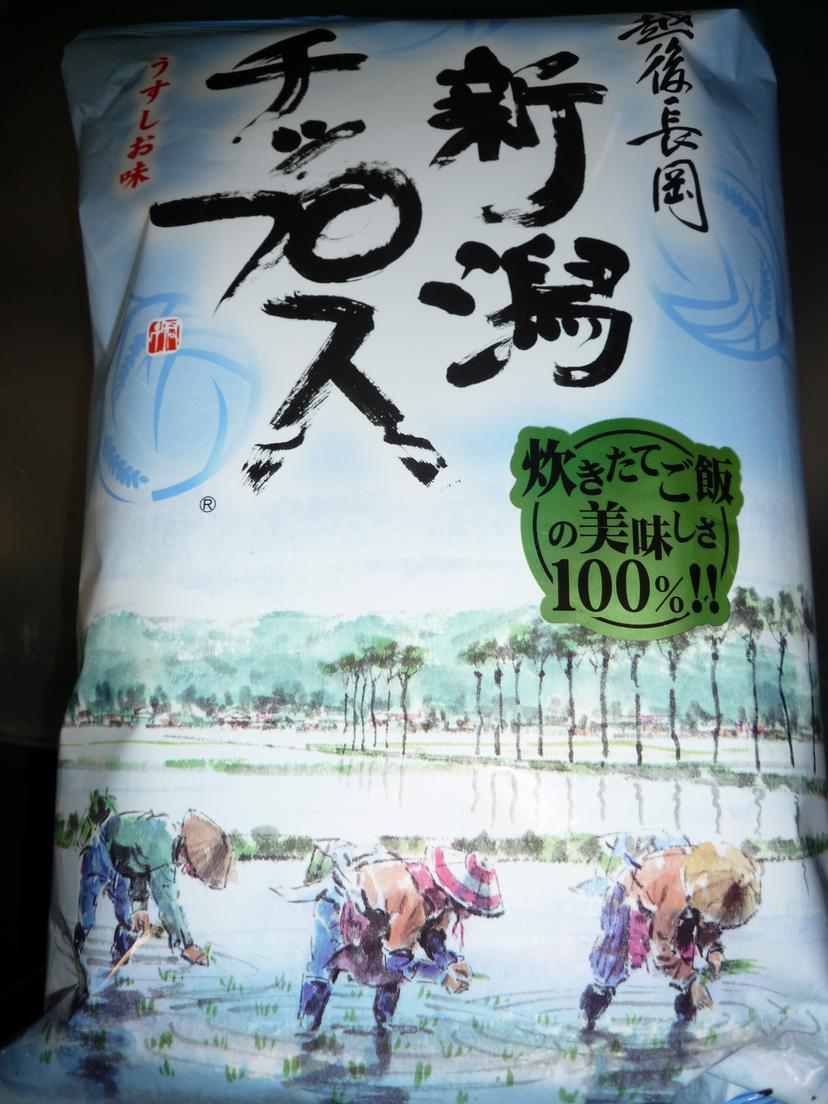 越後長岡
新潟
チップス
うすしお味
®
炊きたてご飯
の美味しさ
100%!!